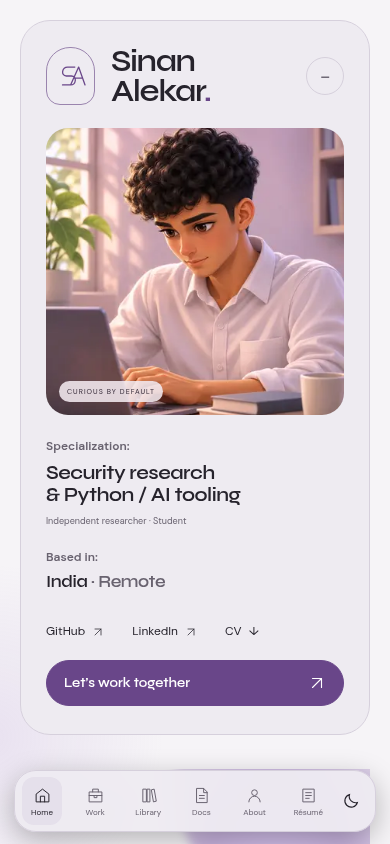 SA
Sinan
Alekar.
–
CURIOUS BY DEFAULT
Specialization:
Security research
& Python / AI tooling
Independent researcher · Student
Based in:
India · Remote
GitHub ↗ LinkedIn ↗ CV ↓
Let's work together ↗
Home Work Library Docs About Résumé